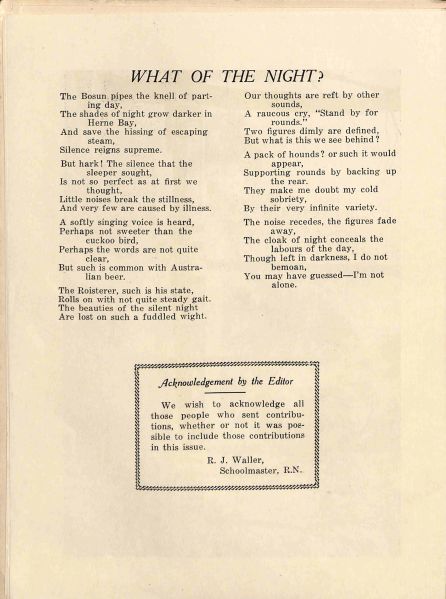 WHAT OF THE NIGHT?
The Bosun pipes the knell of part-
ing day,
The shades of night grow darker in
Herne Bay,
And save the hissing of escaping
steam,
Silence reigns supreme.
But hark! The silence that the
sleeper sought,
Is not so perfect as at first we
thought,
Little noises break the stillness,
And very few are caused by illness.
A softly singing voice is heard,
Perhaps not sweeter than the
cuckoo bird,
Perhaps the words are not quite
clear,
But such is common with Austra-
lian beer.
The Roisterer, such is his state,
Rolls on with not quite steady gait.
The beauties of the silent night
Are lost on such a fuddled wight.
Our thoughts are reft by other
sounds,
A raucous cry, "Stand by for
rounds."
Two figures dimly are defined,
But what is this we see behind?
A pack of hounds? or such it would
appear,
Supporting rounds by backing up
the rear.
They make me doubt my cold
sobriety,
By their very infinite variety.
The noise recedes, the figures fade
away,
The cloak of night conceals the
labours of the day,
Though left in darkness, I do not
bemoan,
You may have guessed—I'm not
alone.
Acknowledgement by the Editor
We wish to acknowledge all
those people who sent contribu-
tions, whether or not it was pos-
sible to include those contributions
in this issue.
R. J. Waller,
Schoolmaster, R.N.